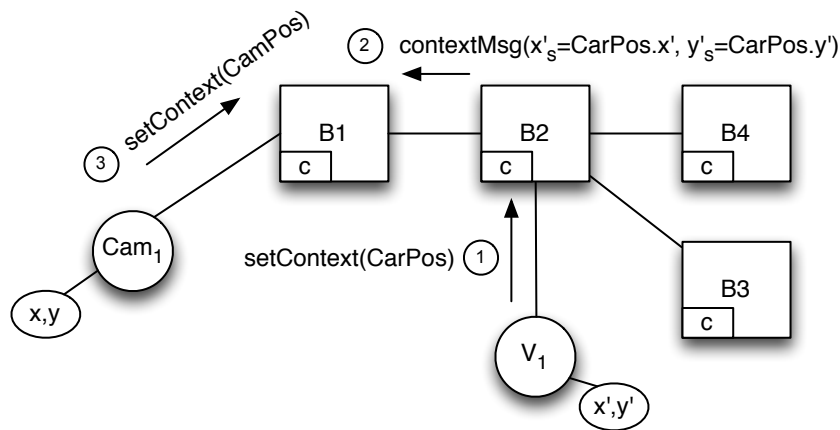 2 contextMsg(x's=CarPos.x', y's=CarPos.y')
3 setContext(CamPos)
B1
c
B2
c
B4
c
Cam1
x,y
setContext(CarPos) 1
B3
c
V1
x',y'